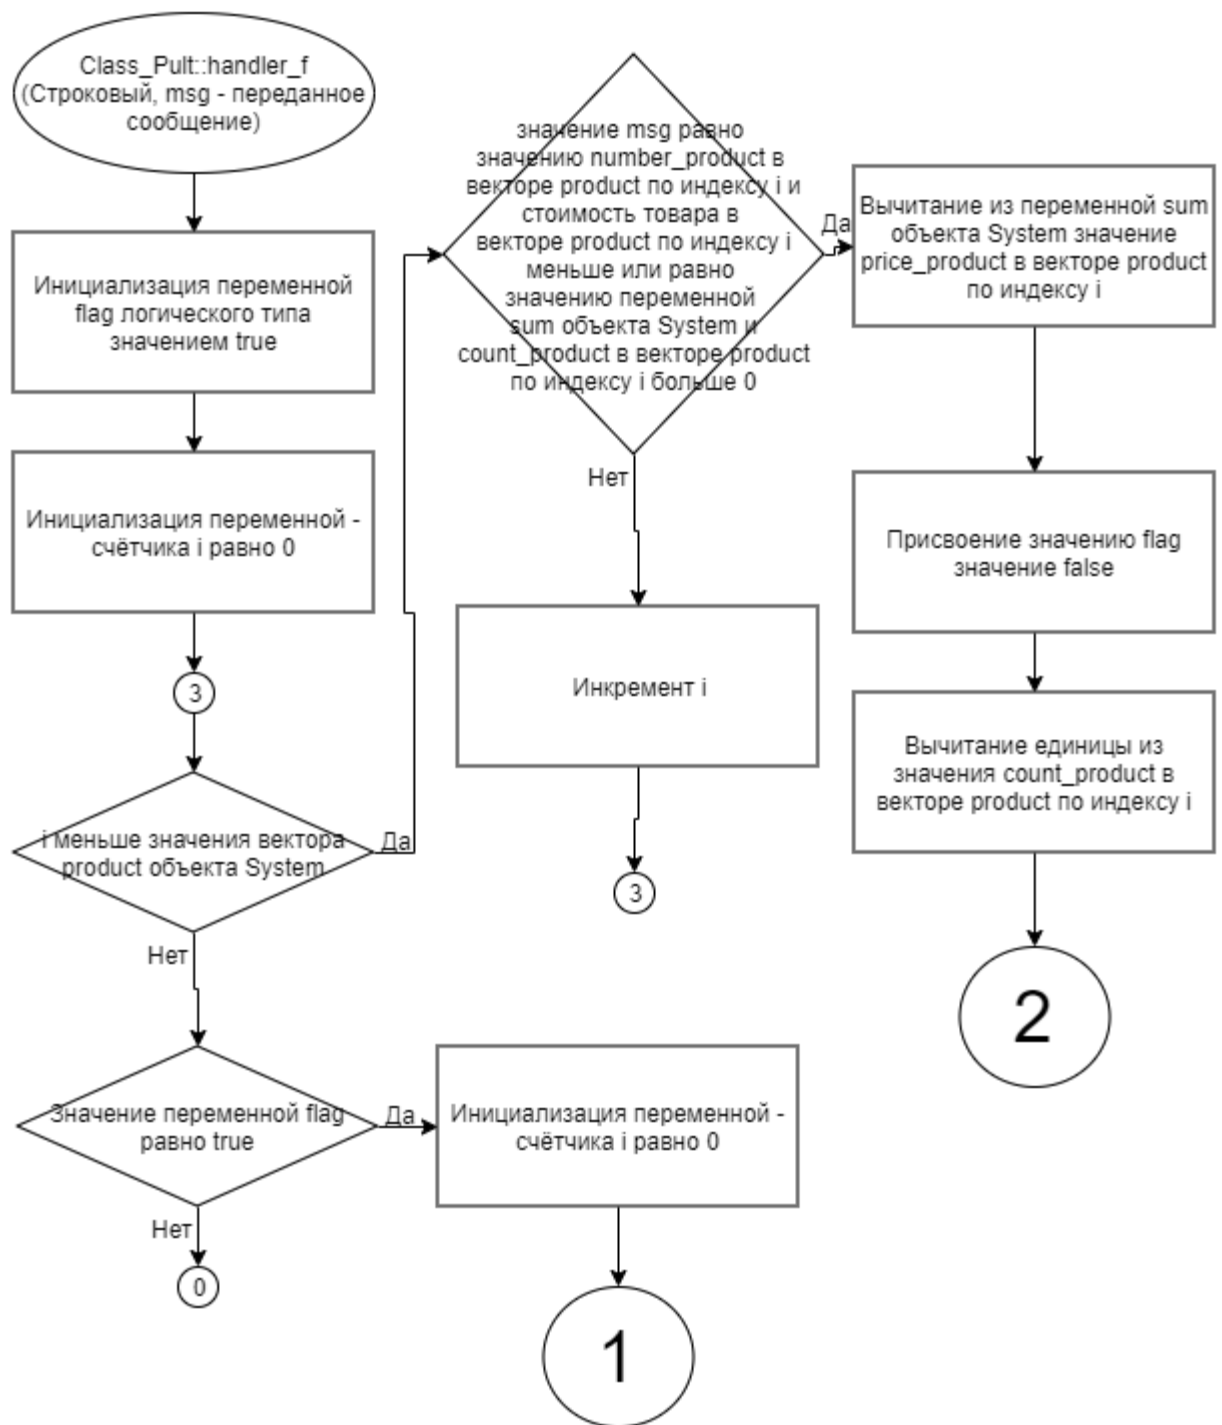 Class_Pult::handler_f
(Строковый, msg - переданное
сообщение)
Инициализация переменной
flag логического типа
значением true
Инициализация переменной -
счётчика i равно 0
3
i меньше значения вектора
product объекта System
Да
Нет
Значение переменной flag
равно true
Да
Нет
0
Инициализация переменной -
счётчика i равно 0
1
значение msg равно
значению number_product в
векторе product по индексу i и
стоимость товара в
векторе product по индексу i
меньше или равно
значению переменной
sum объекта System и
count_product в векторе product
по индексу i больше 0
Да
Нет
Инкремент i
3
Вычитание из переменной sum
объекта System значение
price_product в векторе product
по индексу i
Присвоение значению flag
значение false
Вычитание единицы из
значения count_product в
векторе product по индексу i
2